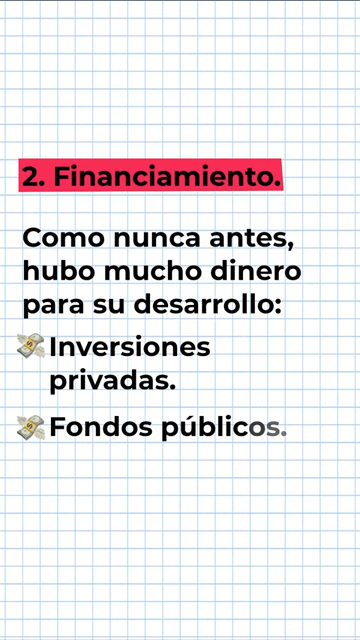 2. Financiamiento.
Como nunca antes,
hubo mucho dinero
para su desarrollo:
Inversiones
privadas.
Fondos públicos.